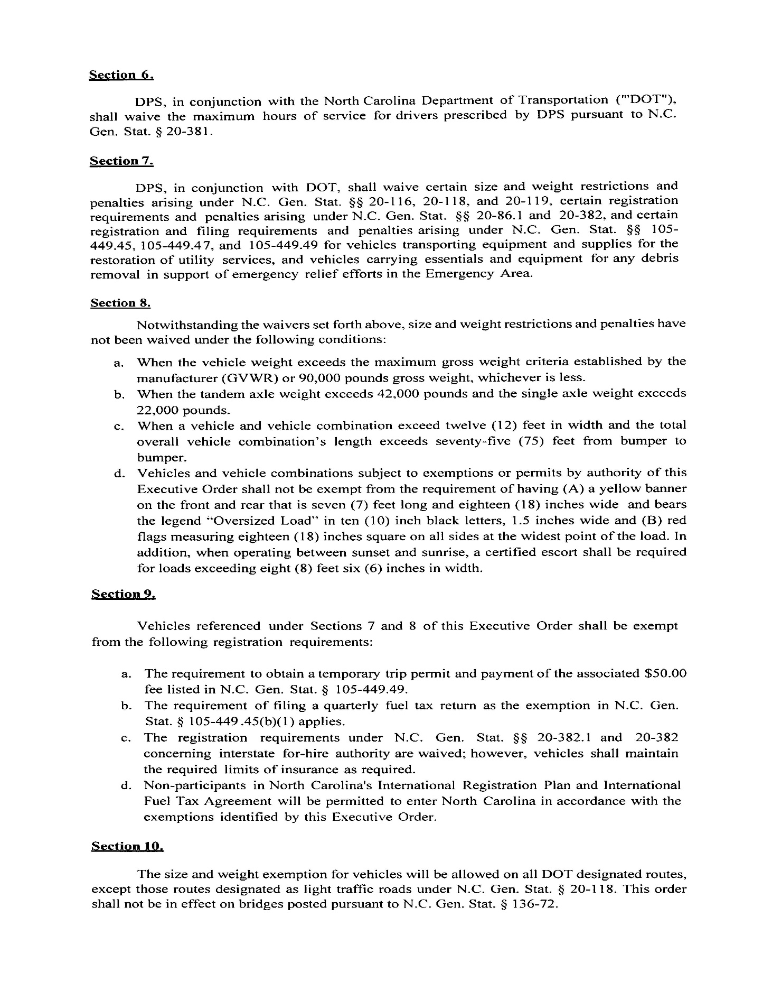 Section 6.
DPS, in conjunction with the North Carolina Department of Transportation ("'DOT"),
shall waive the maximum hours of service for drivers prescribed by DPS pursuant to N.C.
Gen. Stat. § 20-381.
Section 7.
DPS, in conjunction with DOT, shall waive certain size and weight restrictions and
penalties arising under N.C. Gen. Stat. §§ 20-116, 20-118, and 20-119, certain registration
requirements and penalties arising under N.C. Gen. Stat. §§ 20-86.1 and 20-382, and certain
registration and filing requirements and penalties arising under N.C. Gen. Stat. §§ 105-
449.45, 105-449.47, and 105-449.49 for vehicles transporting equipment and supplies for the
restoration of utility services, and vehicles carrying essentials and equipment for any debris
removal in support of emergency relief efforts in the Emergency Area.
Section 8.
Notwithstanding the waivers set forth above, size and weight restrictions and penalties have
not been waived under the following conditions:
a. When the vehicle weight exceeds the maximum gross weight criteria established by the
manufacturer (GVWR) or 90,000 pounds gross weight, whichever is less.
b. When the tandem axle weight exceeds 42,000 pounds and the single axle weight exceeds
22,000 pounds.
c. When a vehicle and vehicle combination exceed twelve (12) feet in width and the total
overall vehicle combination's length exceeds seventy-five (75) feet from bumper to
bumper.
d. Vehicles and vehicle combinations subject to exemptions or permits by authority of this
Executive Order shall not be exempt from the requirement of having (A) a yellow banner
on the front and rear that is seven (7) feet long and eighteen (18) inches wide and bears
the legend "Oversized Load" in ten (10) inch black letters, 1.5 inches wide and (B) red
flags measuring eighteen (18) inches square on all sides at the widest point of the load. In
addition, when operating between sunset and sunrise, a certified escort shall be required
for loads exceeding eight (8) feet six (6) inches in width.
Section 9.
Vehicles referenced under Sections 7 and 8 of this Executive Order shall be exempt
from the following registration requirements:
a. The requirement to obtain a temporary trip permit and payment of the associated $50.00
fee listed in N.C. Gen. Stat. § 105-449.49.
b. The requirement of filing a quarterly fuel tax return as the exemption in N.C. Gen.
Stat. § 105-449.45(b)(1) applies.
c. The registration requirements under N.C. Gen. Stat. §§ 20-382.1 and 20-382
concerning interstate for-hire authority are waived; however, vehicles shall maintain
the required limits of insurance as required.
d. Non-participants in North Carolina's International Registration Plan and International
Fuel Tax Agreement will be permitted to enter North Carolina in accordance with the
exemptions identified by this Executive Order.
Section 10.
The size and weight exemption for vehicles will be allowed on all DOT designated routes,
except those routes designated as light traffic roads under N.C. Gen. Stat. § 20-118. This order
shall not be in effect on bridges posted pursuant to N.C. Gen. Stat. § 136-72.